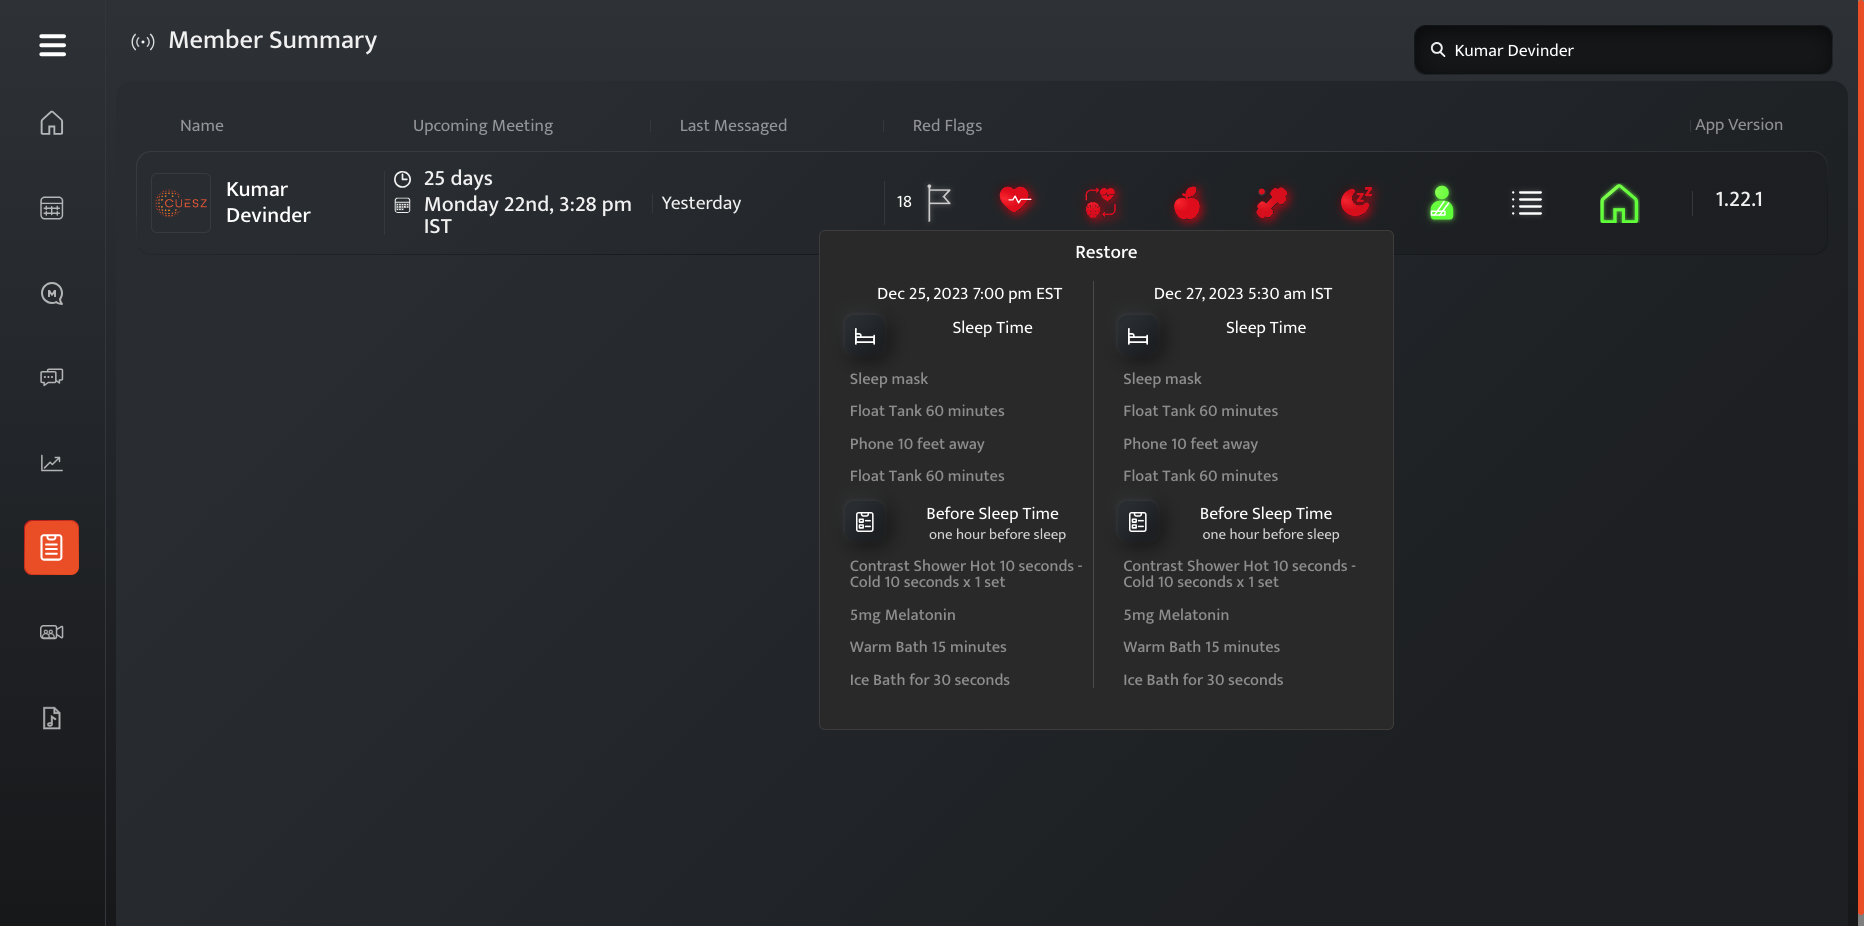 Member Summary
Kumar Devinder
Name
Upcoming Meeting
Last Messaged
Red Flags
App Version
CUESZ
Kumar
Devinder
25 days
Monday 22nd, 3:28 pm
IST
Yesterday
18
1.22.1
Restore
Dec 25, 2023 7:00 pm EST
Sleep Time
Sleep mask
Float Tank 60 minutes
Phone 10 feet away
Float Tank 60 minutes
Before Sleep Time
one hour before sleep
Contrast Shower Hot 10 seconds -
Cold 10 seconds x 1 set
5mg Melatonin
Warm Bath 15 minutes
Ice Bath for 30 seconds
Dec 27, 2023 5:30 am IST
Sleep Time
Sleep mask
Float Tank 60 minutes
Phone 10 feet away
Float Tank 60 minutes
Before Sleep Time
one hour before sleep
Contrast Shower Hot 10 seconds -
Cold 10 seconds x 1 set
5mg Melatonin
Warm Bath 15 minutes
Ice Bath for 30 seconds